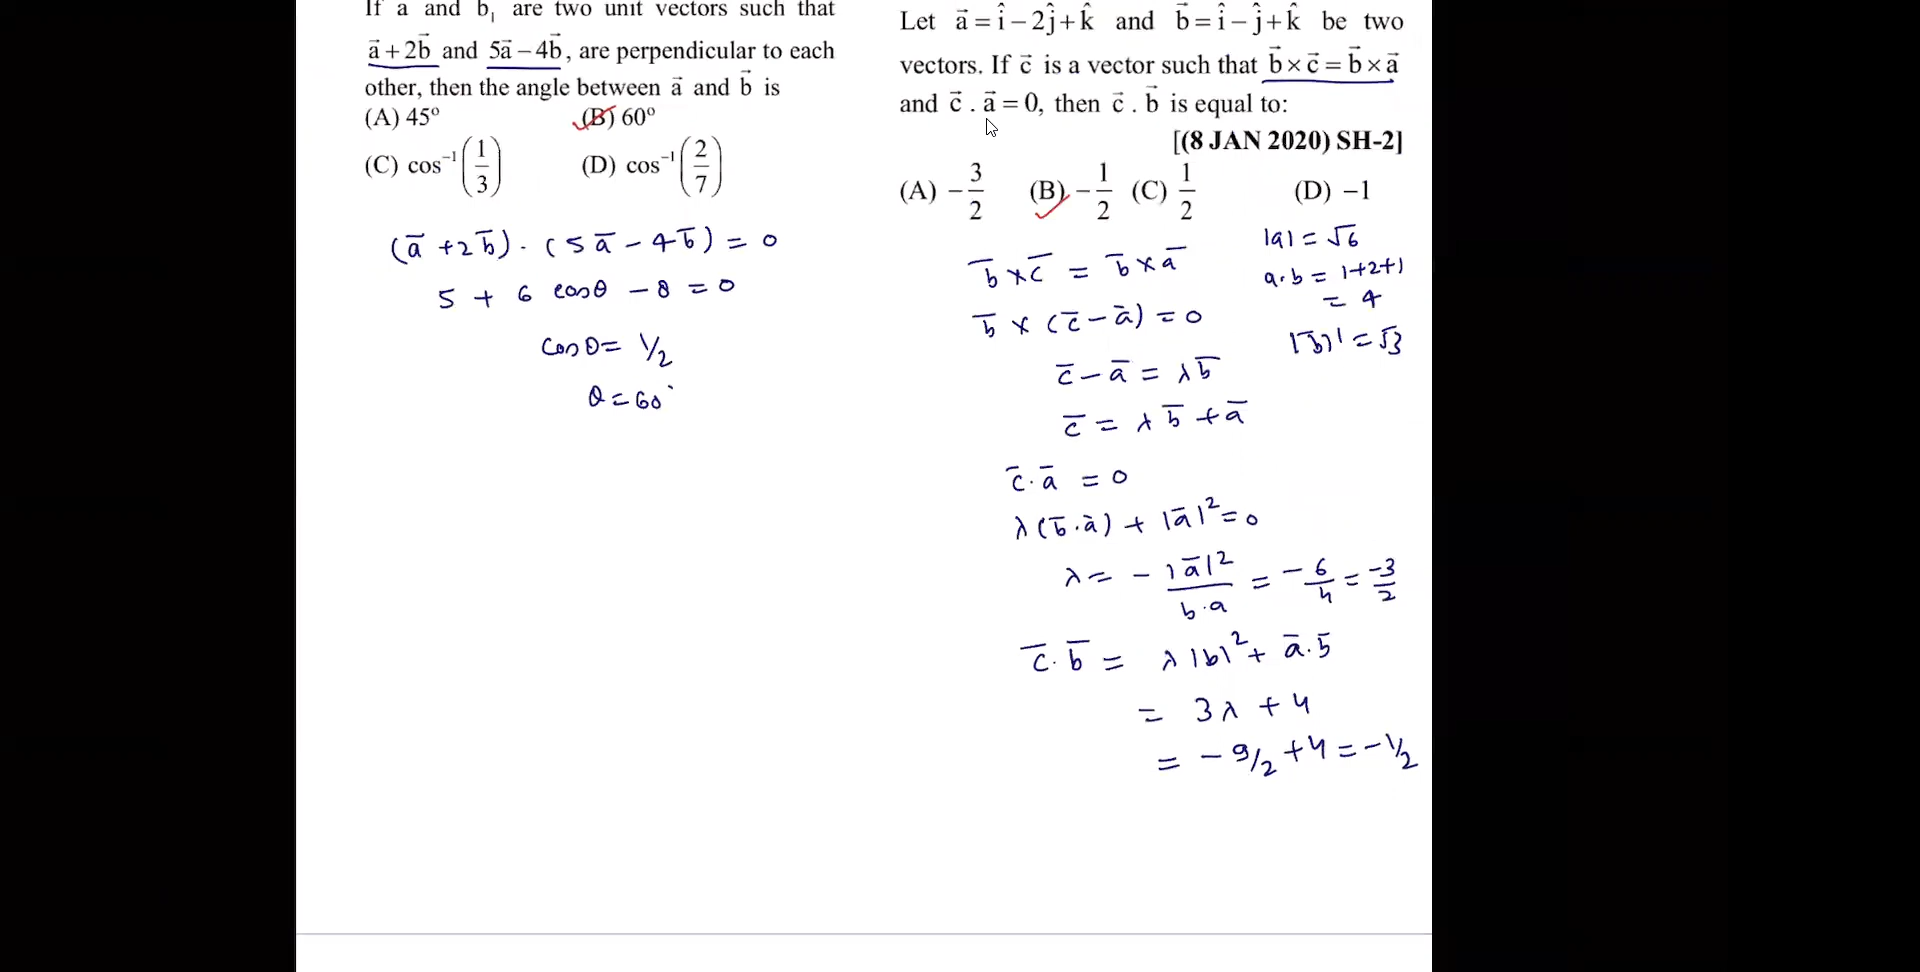 If a and b, are two unit vectors such that
a⃗ + 2b⃗ and 5a⃗ − 4b⃗, are perpendicular to each
other, then the angle between a⃗ and b⃗ is
(A) 45° (B) 60°
(C) cos⁻¹(1/3) (D) cos⁻¹(2/7)
(a̅ + 2b̅) · (5a̅ − 4b̅) = 0
5 + 6 cosθ − 8 = 0
cosθ = 1/2
θ = 60°
Let a⃗ = î − 2ĵ + k̂ and b⃗ = î − ĵ + k̂ be two
vectors. If c⃗ is a vector such that b⃗ × c⃗ = b⃗ × a⃗
and c⃗ . a⃗ = 0, then c⃗ . b⃗ is equal to:
[(8 JAN 2020) SH-2]
(A) −3/2 (B) −1/2 (C) 1/2 (D) −1
|a| = √6
a·b = 1+2+1
= 4
|b̅| = √3
b̅ × c̅ = b̅ × a̅
b̅ × (c̅ − a̅) = 0
c̅ − a̅ = λb̅
c̅ = λb̅ + a̅
c̅·a̅ = 0
λ(b̅·a̅) + |a̅|² = 0
λ = −|a̅|²/b·a = −6/4 = −3/2
c̅·b̅ = λ|b|² + a̅·b̅
= 3λ + 4
= −9/2 + 4 = −1/2